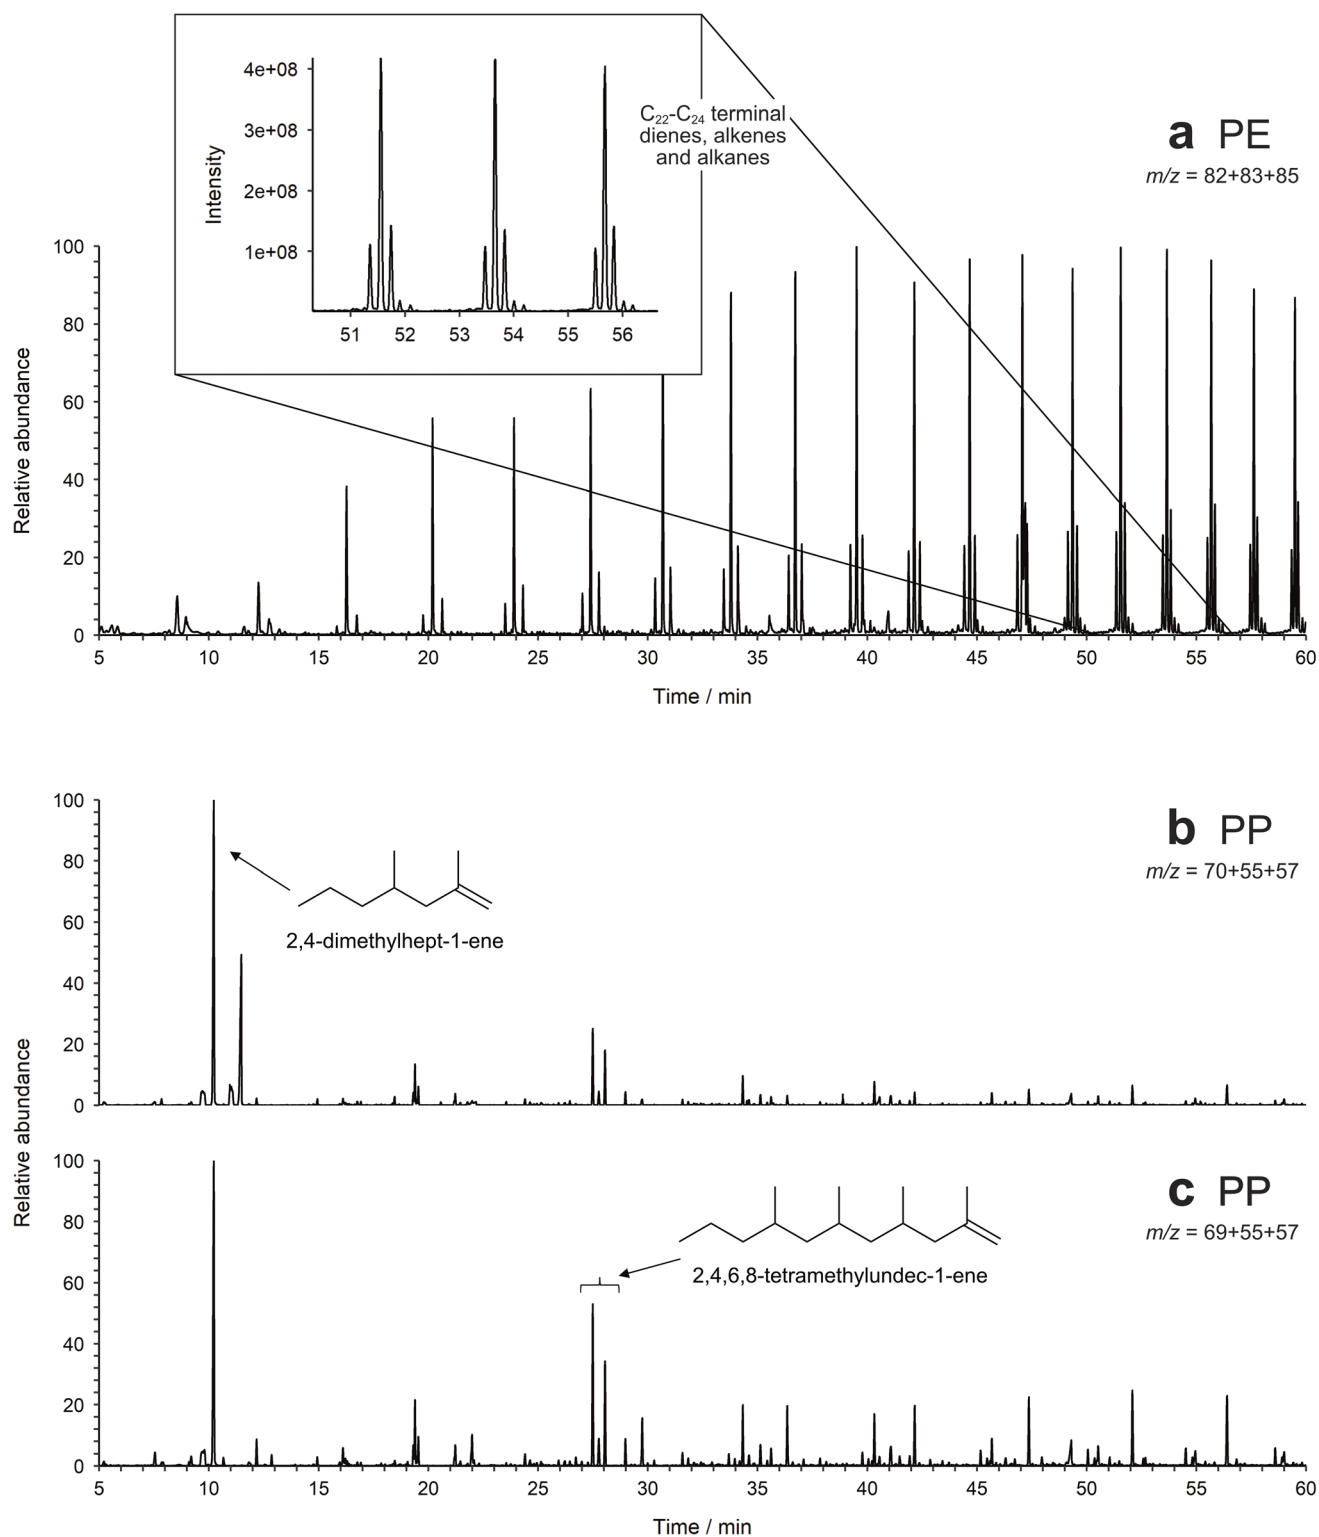 4e+08
3e+08
2e+08
1e+08
Intensity
51 52 53 54 55 56
C22-C24 terminal
dienes, alkenes
and alkanes
a PE
m/z = 82+83+85
100
80
60
40
20
0
Relative abundance
5 10 15 20 25 30 35 40 45 50 55 60
Time / min
b PP
m/z = 70+55+57
100
80
60
40
20
0
2,4-dimethylhept-1-ene
Relative abundance
c PP
m/z = 69+55+57
100
80
60
40
20
0
2,4,6,8-tetramethylundec-1-ene
5 10 15 20 25 30 35 40 45 50 55 60
Time / min